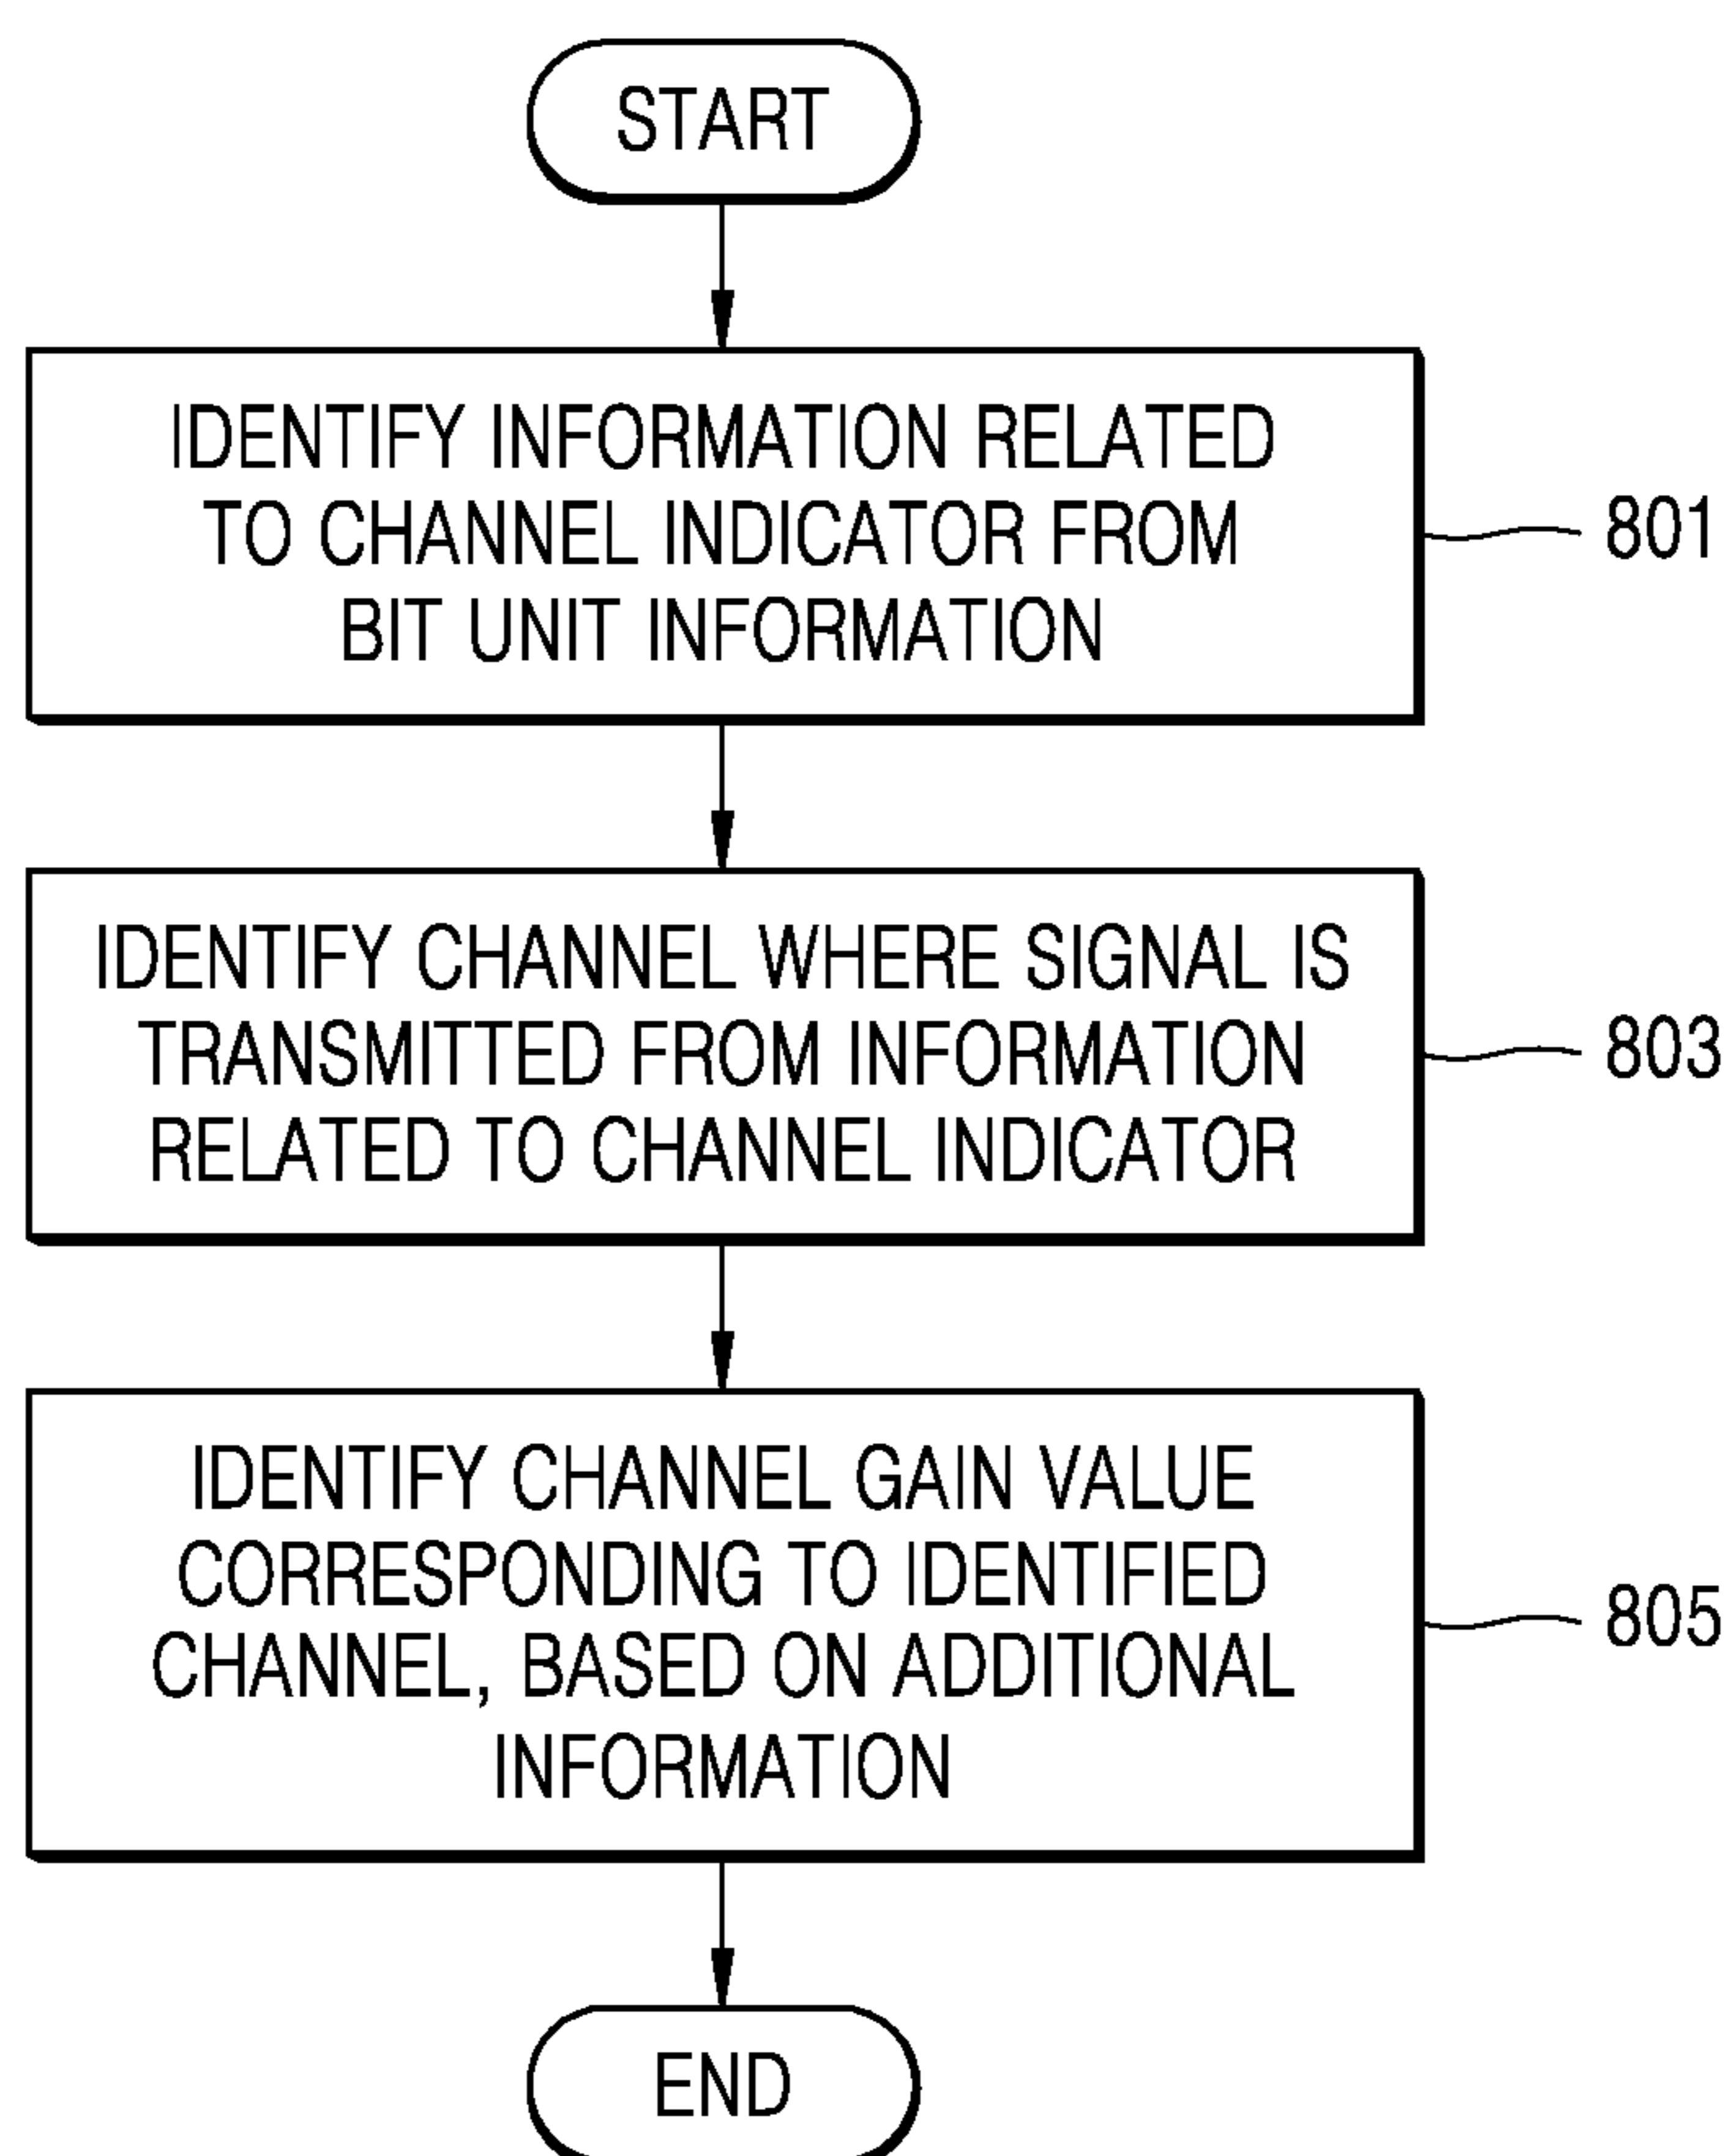 START
IDENTIFY INFORMATION RELATED
TO CHANNEL INDICATOR FROM
BIT UNIT INFORMATION
801
IDENTIFY CHANNEL WHERE SIGNAL IS
TRANSMITTED FROM INFORMATION
RELATED TO CHANNEL INDICATOR
803
IDENTIFY CHANNEL GAIN VALUE
CORRESPONDING TO IDENTIFIED
CHANNEL, BASED ON ADDITIONAL
INFORMATION
805
END